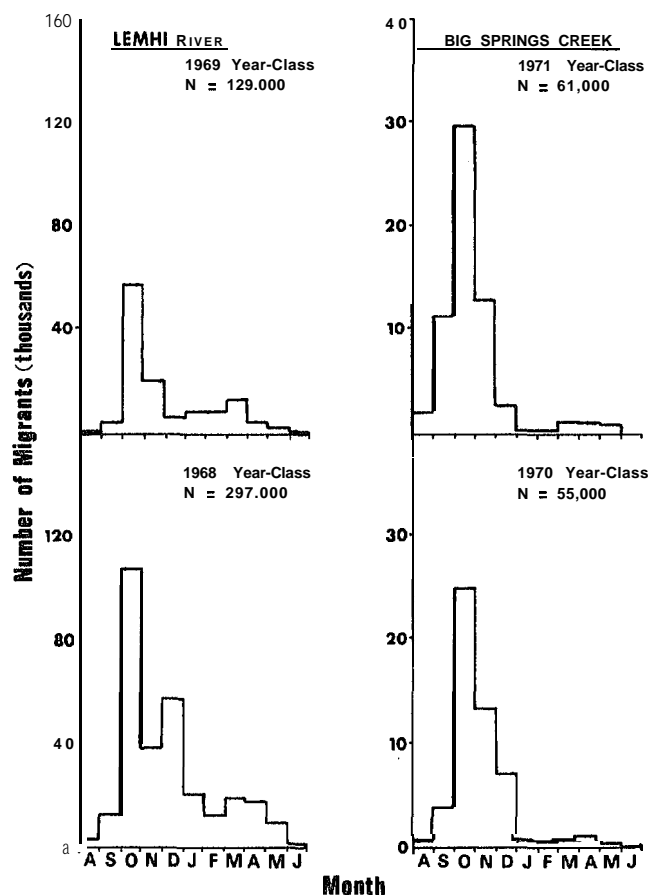 160
LEMHI RIVER
1969 Year-Class
N = 129.000
120
80
40
40
BIG SPRINGS CREEK
1971 Year-Class
N = 61,000
30
20
10
Number of Migrants (thousands)
1968 Year-Class
N = 297.000
120
80
40
a
A S O N D J F M A M J
1970 Year-Class
N = 55,000
30
20
10
0
A S O N D J F M A M J
Month